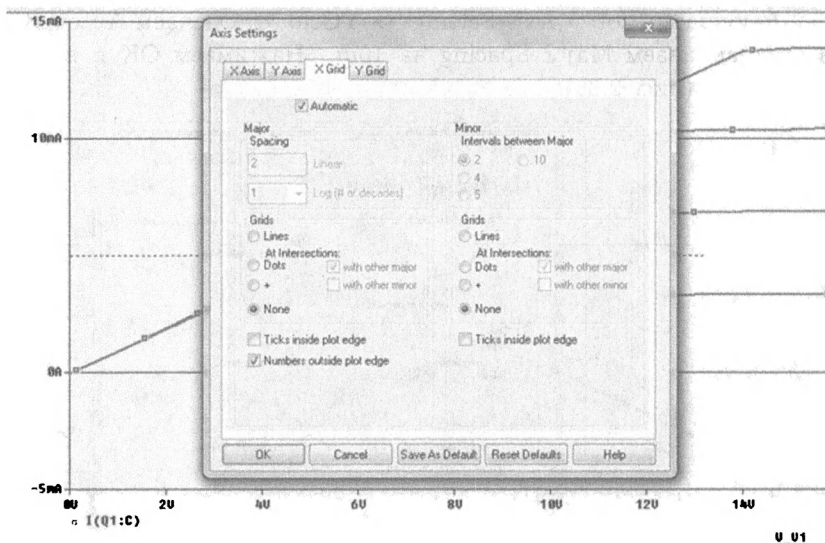 15mA
Axis Settings
X Axis Y Axis X Grid Y Grid
Automatic
10mA
Major
Spacing
2 Linear
1 Log (# of decades)
Minor
Intervals between Major
2 10
4
5
Grids
Lines
At Intersections:
Dots with other major
+ with other minor
None
Ticks inside plot edge
Numbers outside plot edge
Grids
Lines
At Intersections:
Dots with other major
+ with other minor
None
Ticks inside plot edge
0A
OK Cancel Save As Default Reset Defaults Help
-5mA
0V 2V 4V 6V 8V 10V 12V 14V
I(Q1:C)
V_V1